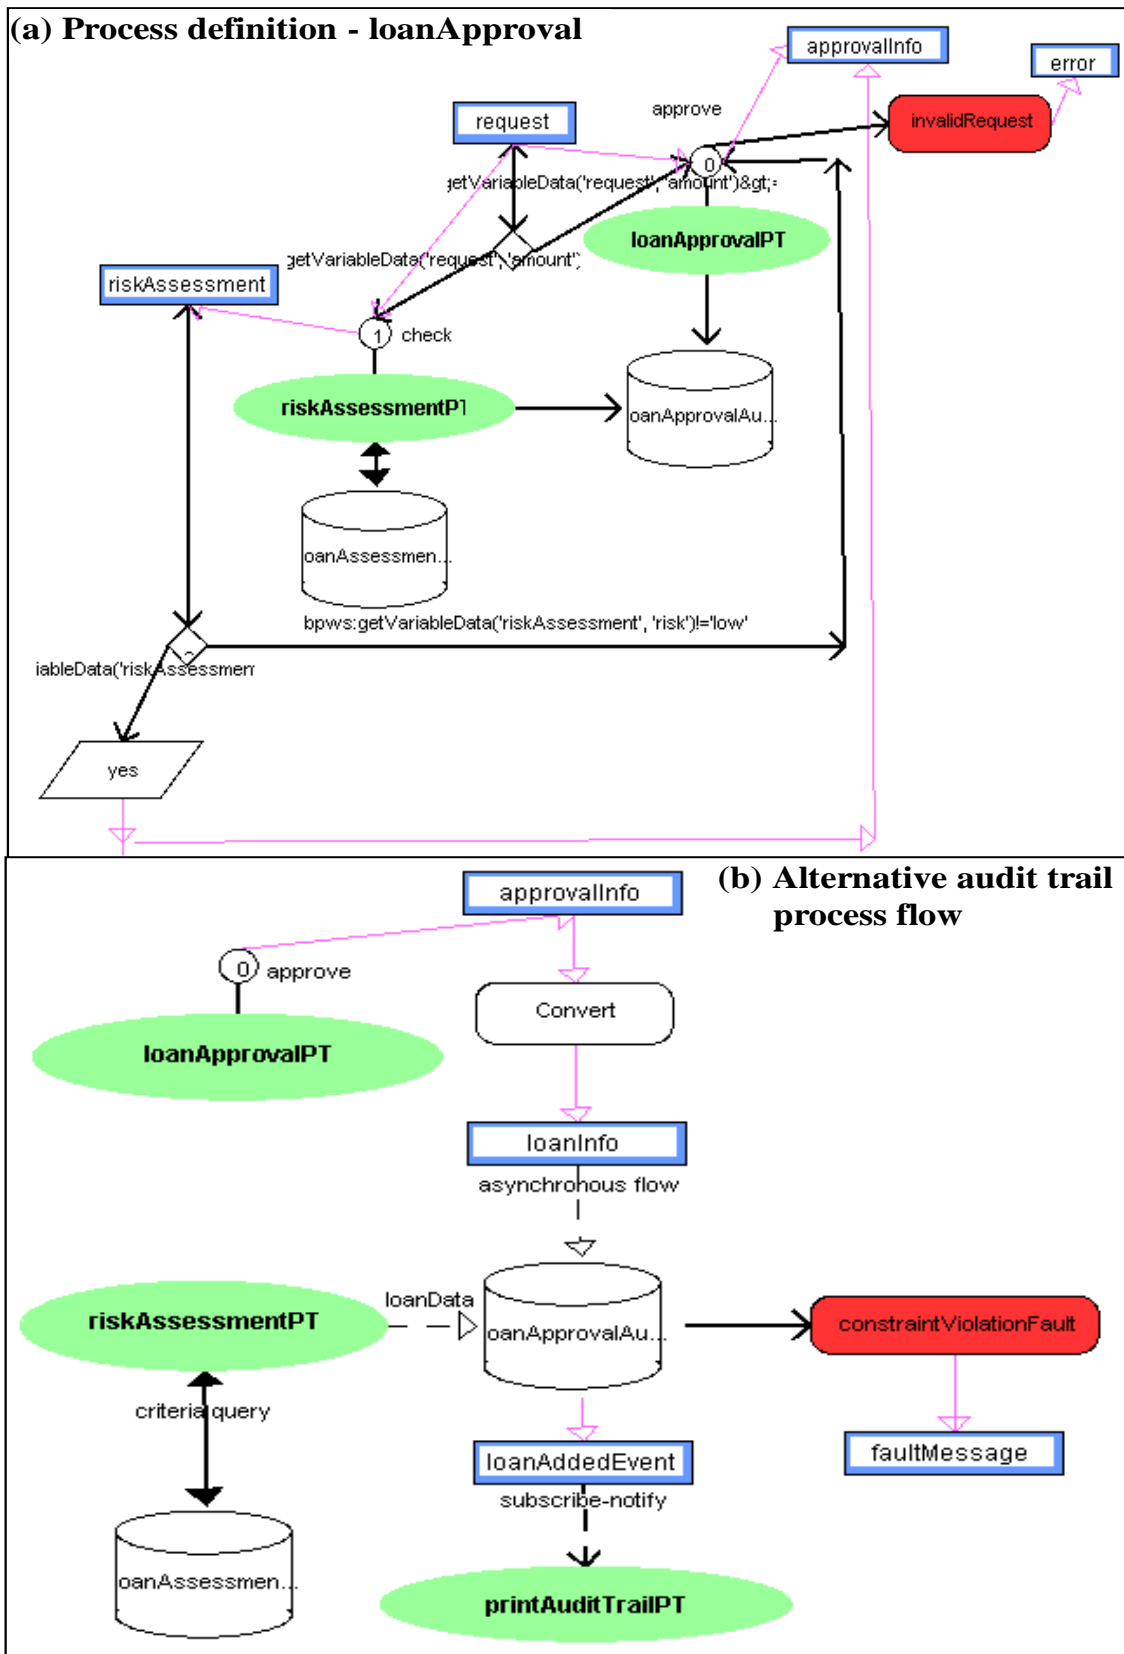 (a) Process definition - loanApproval
approvalInfo
error
approve
invalidRequest
request
0
getVariableData('request', 'amount')&gt;=
loanApprovalPT
getVariableData('request', 'amount')
riskAssessment
1
check
riskAssessmentPT
oanApprovalAu...
oanAssessmen...
bpws:getVariableData('riskAssessment', 'risk')!='low'
iableData('riskAssessment
yes
(b) Alternative audit trail
process flow
approvalInfo
0
approve
Convert
loanApprovalPT
loanInfo
asynchronous flow
loanData
riskAssessmentPT
oanApprovalAu...
constraintViolationFault
criteria query
loanAddedEvent
faultMessage
subscribe-notify
oanAssessmen...
printAuditTrailPT